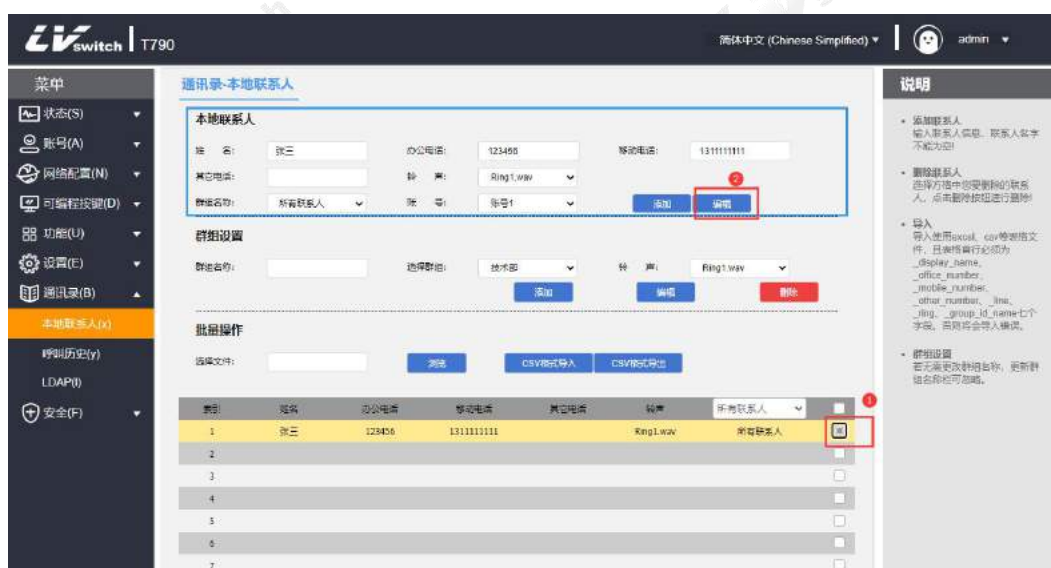 LVswitch T790
简体中文 (Chinese Simplified)
admin
菜单
状态(S)
账号(A)
网络配置(N)
可编程按键(D)
功能(U)
设置(E)
通讯录(B)
本地联系人(x)
呼叫历史(y)
LDAP(l)
安全(F)
通讯录-本地联系人
本地联系人
姓 名: 张三 办公电话: 123456 移动电话: 1311111111
其它电话: 铃 声: Ring1.wav
2
群组名称: 所有联系人 账 号: 账号1 添加 编辑
群组设置
群组名称: 选择群组: 技术部 铃 声: Ring1.wav
添加 编辑 删除
批量操作
选择文件: 浏览 CSV格式导入 CSV格式导出
1
索引 姓名 办公电话 移动电话 其它电话 铃声 所有联系人
1 张三 123456 1311111111 Ring1.wav 所有联系人
2
3
4
5
6
7
说明
添加联系人
输入联系人信息，联系人名字
不能为空!
删除联系人
选择方格中您要删除的联系
人，点击删除按钮进行删除!
导入
导入使用excel，csv等表格文
件，且表格首行必须为
_display_name,
_office_number,
_mobile_number,
_other_number, _line,
_ring, _group_id_name七个
字段，否则将会导入错误。
群组设置
若无需更改群组名称，更新群
组名称栏可忽略。